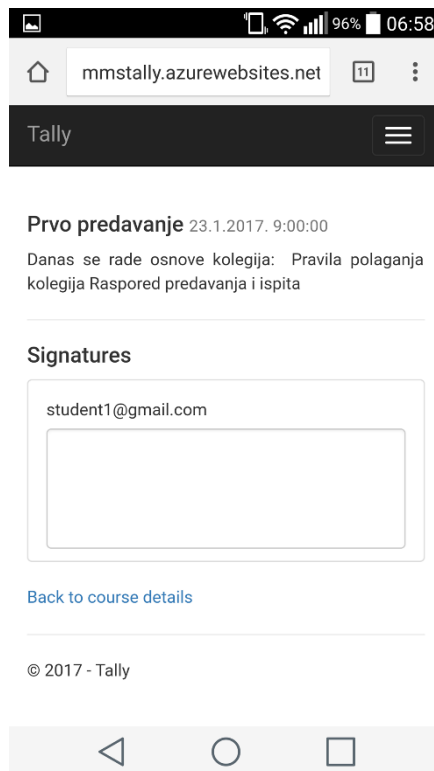 96% 06:58
mmstally.azurewebsites.net 11
Tally
Prvo predavanje 23.1.2017. 9:00:00
Danas se rade osnove kolegija: Pravila polaganja
kolegija Raspored predavanja i ispita
Signatures
student1@gmail.com
Back to course details
© 2017 - Tally